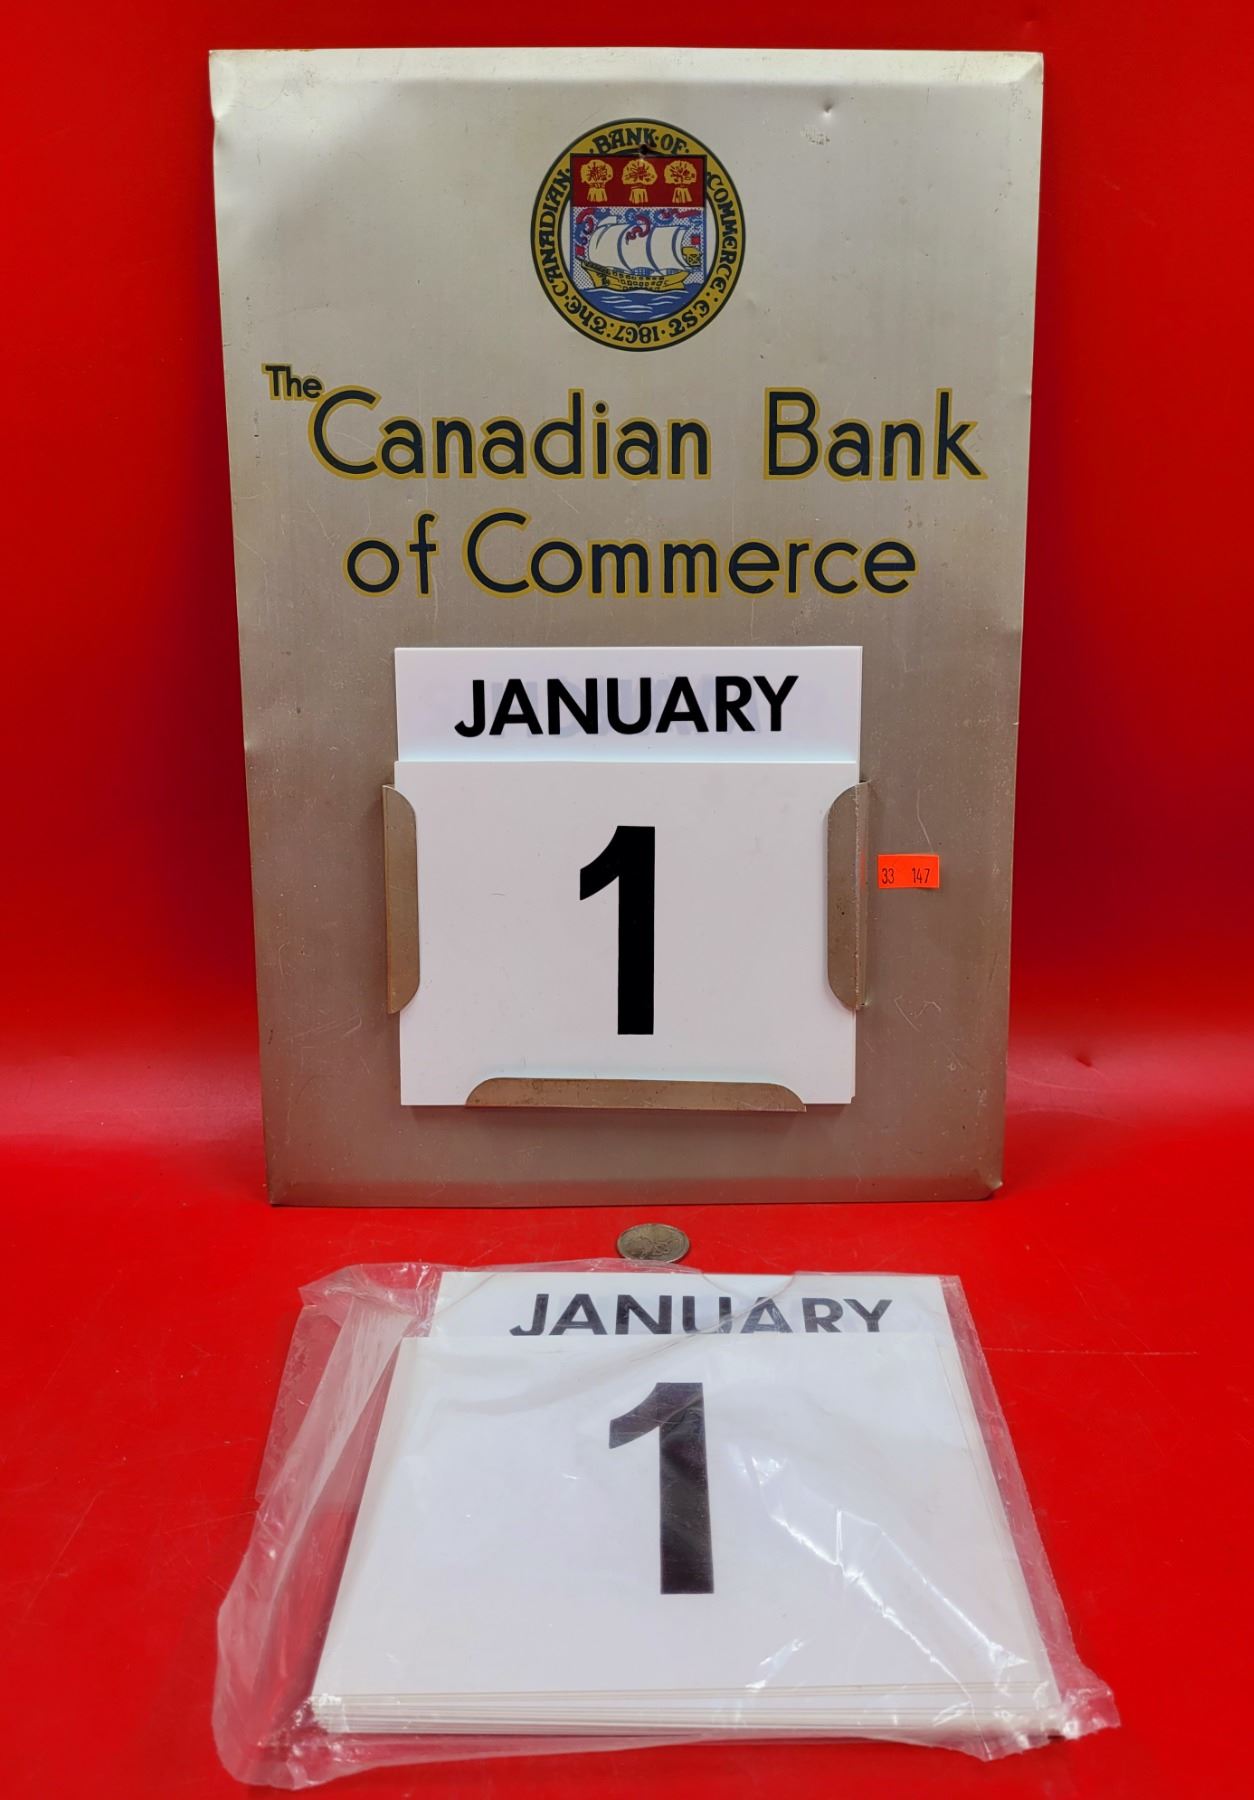 THE · CANADIAN · BANK · OF · COMMERCE : EST · 1867 :
The Canadian Bank
of Commerce
JANUARY
1
33 147
JANUARY
1